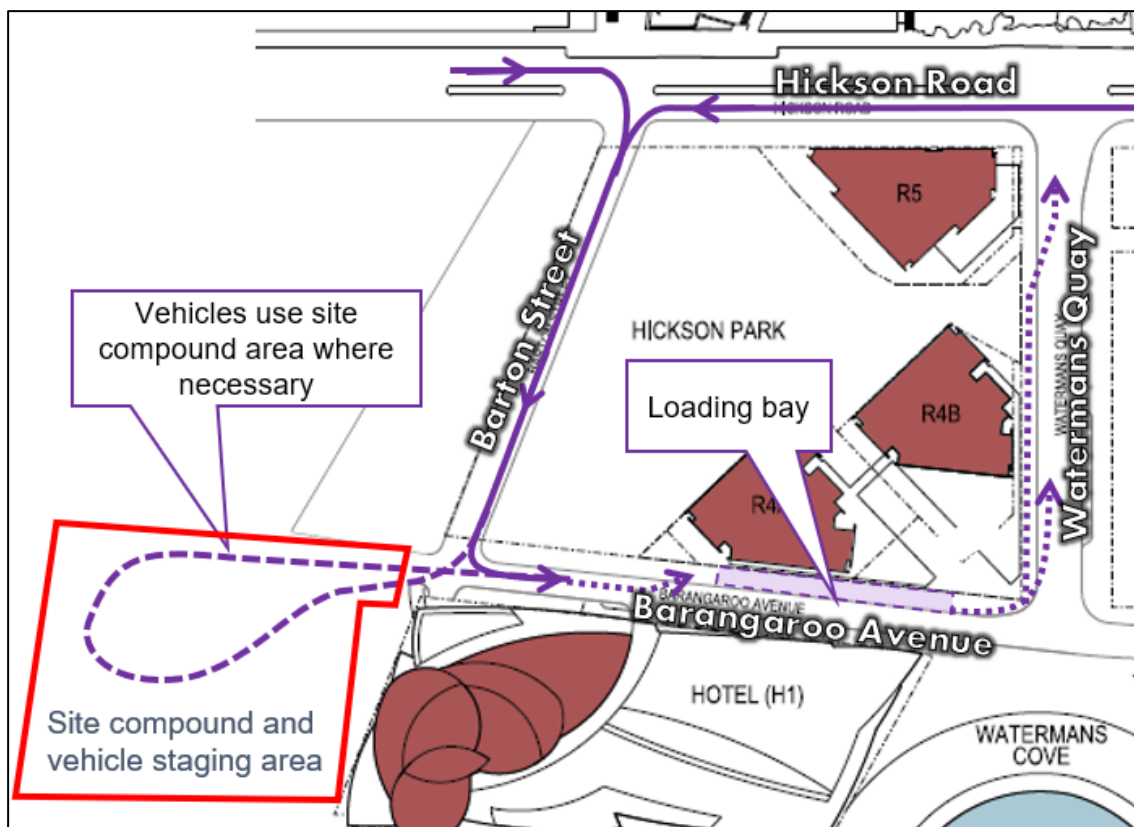 Hickson Road
HICKSON ROAD
R5
Barton Street
Vehicles use site
compound area where
necessary
HICKSON PARK
Watermans Quay
WATERMANS QUAY
Loading bay
R4B
BARANGAROO AVENUE
Barangaroo Avenue
HOTEL (H1)
Site compound and
vehicle staging area
WATERMANS
COVE